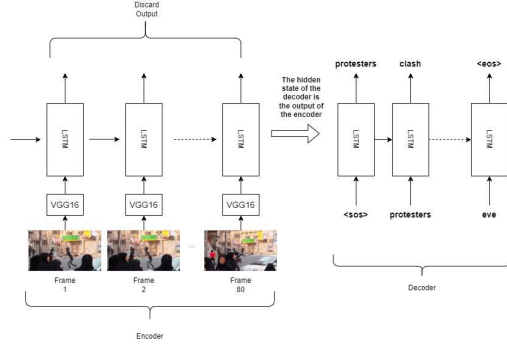 Discard
Output
protesters clash <eos>
The hidden
state of the
decoder is
the output of
the encoder
LSTM LSTM LSTM LSTM LSTM LSTM
VGG16 VGG16 VGG16
<sos> protesters eve
...
Frame
1
Frame
2
Frame
80
Decoder
Encoder